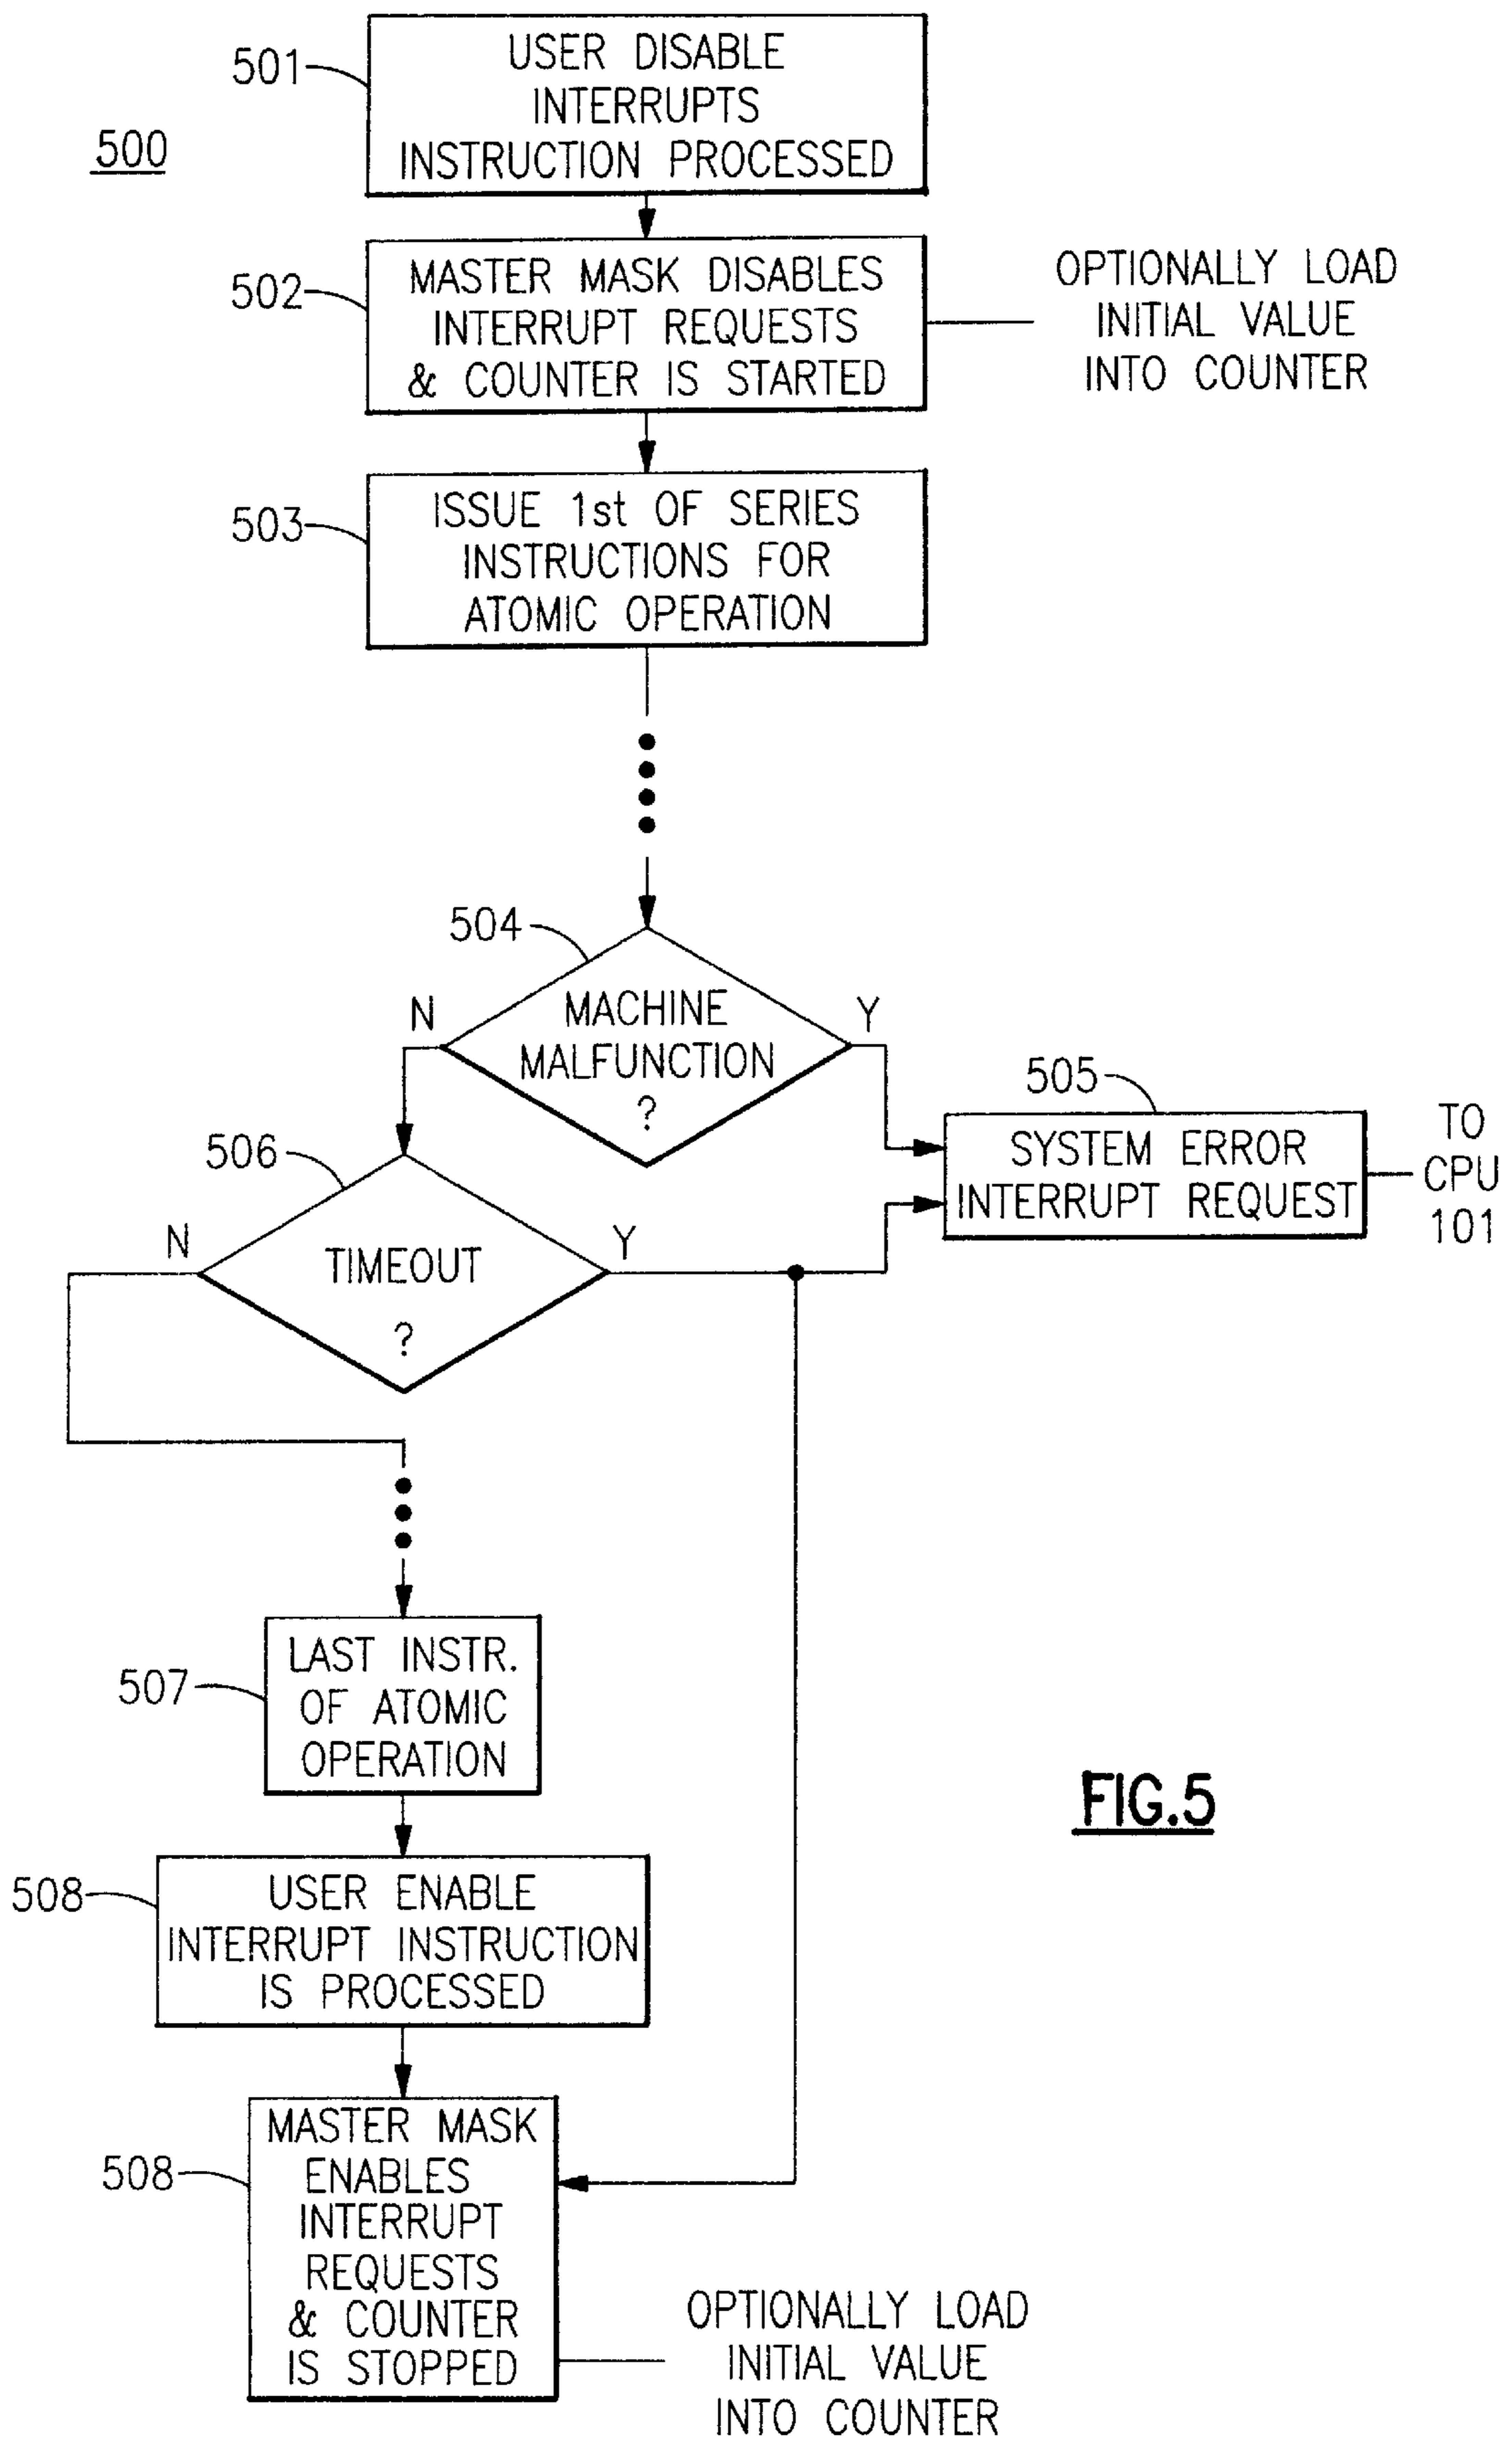 501
USER DISABLE
INTERRUPTS
INSTRUCTION PROCESSED
500
502
MASTER MASK DISABLES
INTERRUPT REQUESTS
& COUNTER IS STARTED
OPTIONALLY LOAD
INITIAL VALUE
INTO COUNTER
503
ISSUE 1st OF SERIES
INSTRUCTIONS FOR
ATOMIC OPERATION
504
N
MACHINE
MALFUNCTION
?
Y
505
SYSTEM ERROR
INTERRUPT REQUEST
TO
CPU
101
506
N
TIMEOUT
?
Y
507
LAST INSTR.
OF ATOMIC
OPERATION
FIG.5
508
USER ENABLE
INTERRUPT INSTRUCTION
IS PROCESSED
508
MASTER MASK
ENABLES
INTERRUPT
REQUESTS
& COUNTER
IS STOPPED
OPTIONALLY LOAD
INITIAL VALUE
INTO COUNTER